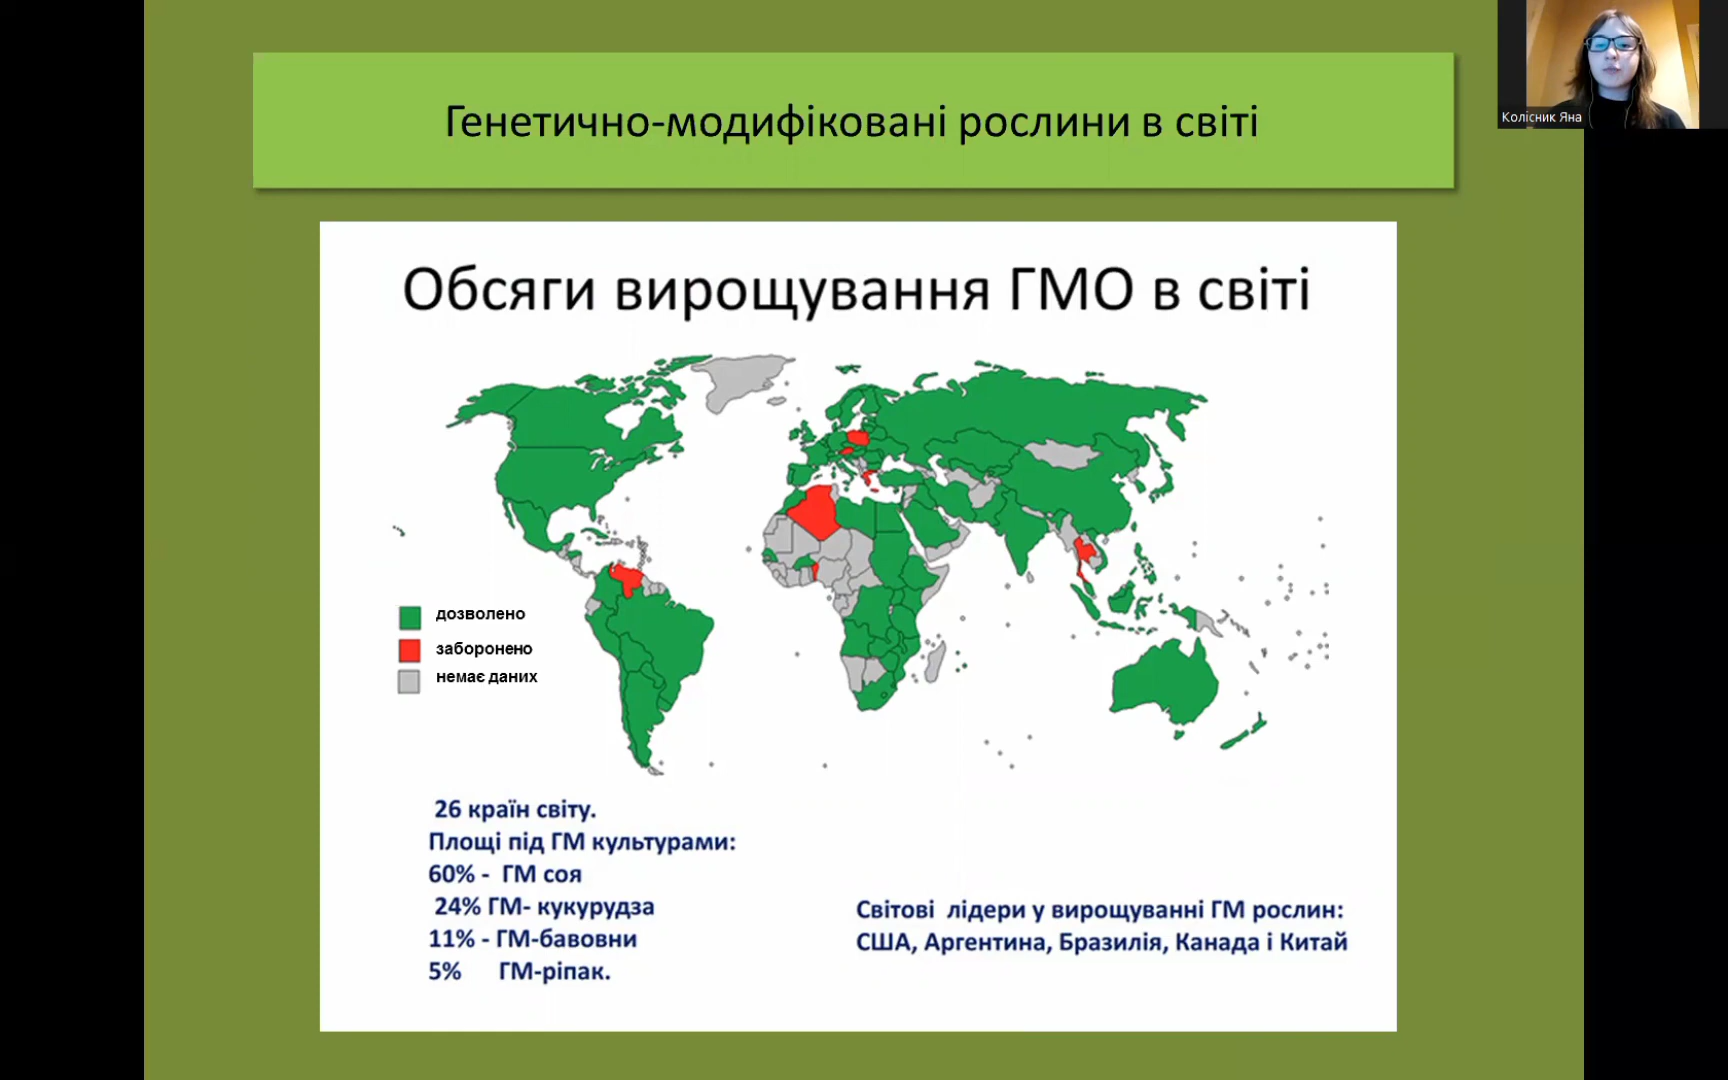 Генетично-модифіковані рослини в світі
Колісник Яна
Обсяги вирощування ГМО в світі
дозволено
заборонено
немає даних
26 країн світу.
Площі під ГМ культурами:
60% - ГМ соя
24% ГМ- кукурудза
11% - ГМ-бавовни
5% ГМ-ріпак.
Світові лідери у вирощуванні ГМ рослин:
США, Аргентина, Бразилія, Канада і Китай